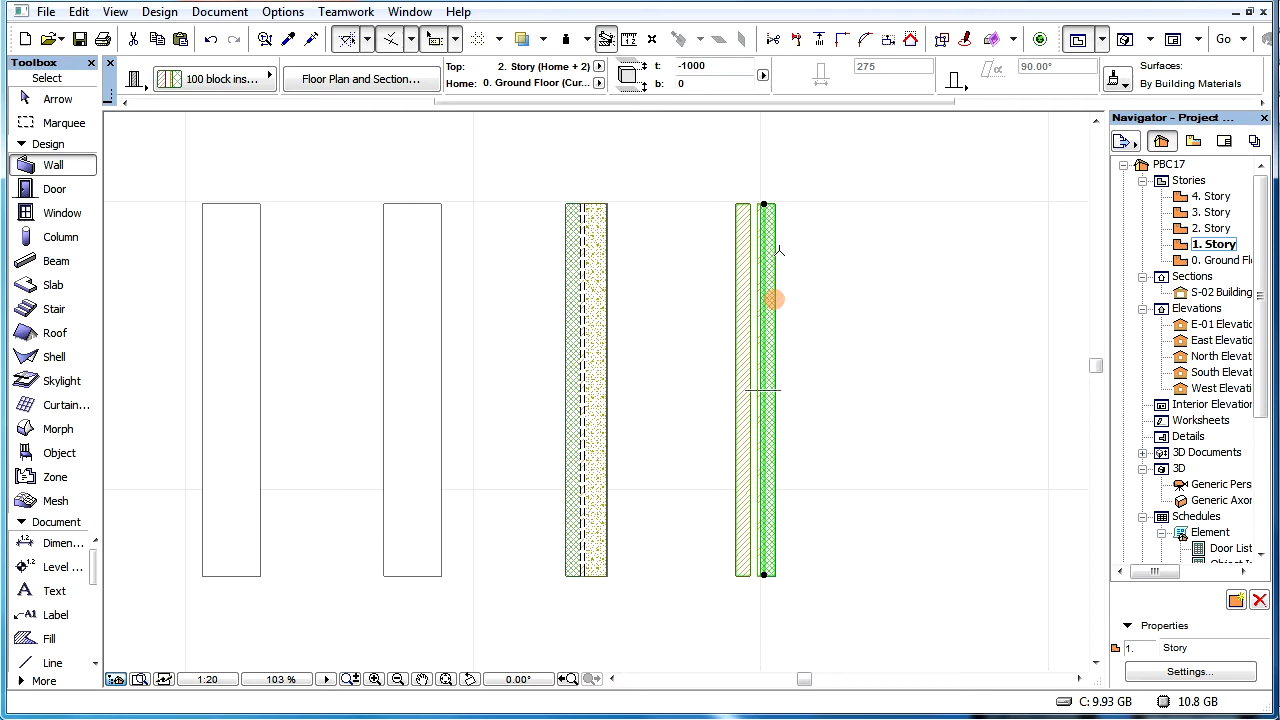 File Edit View Design Document Options Teamwork Window Help
Go
Toolbox
Select
Arrow
Marquee
Design
Wall
Door
Window
Column
Beam
Slab
Stair
Roof
Shell
Skylight
Curtain...
Morph
Object
Zone
Mesh
Document
Dimen...
Level ...
Text
Label
Fill
Line
More
100 block ins...
Floor Plan and Section...
Top: 2. Story (Home + 2)
Home: 0. Ground Floor (Cur...
t: -1000
b: 0
275
90.00°
Surfaces:
By Building Materials
Navigator - Project ...
PBC17
Stories
4. Story
3. Story
2. Story
1. Story
0. Ground Fl
Sections
S-02 Building
Elevations
E-01 Elevatio
East Elevatio
North Elevat
South Elevat
West Elevati
Interior Elevation
Worksheets
Details
3D Documents
3D
Generic Pers
Generic Axor
Schedules
Element
Door List
Properties
1. Story
Settings...
1:20
103 %
0.00°
C: 9.93 GB
10.8 GB